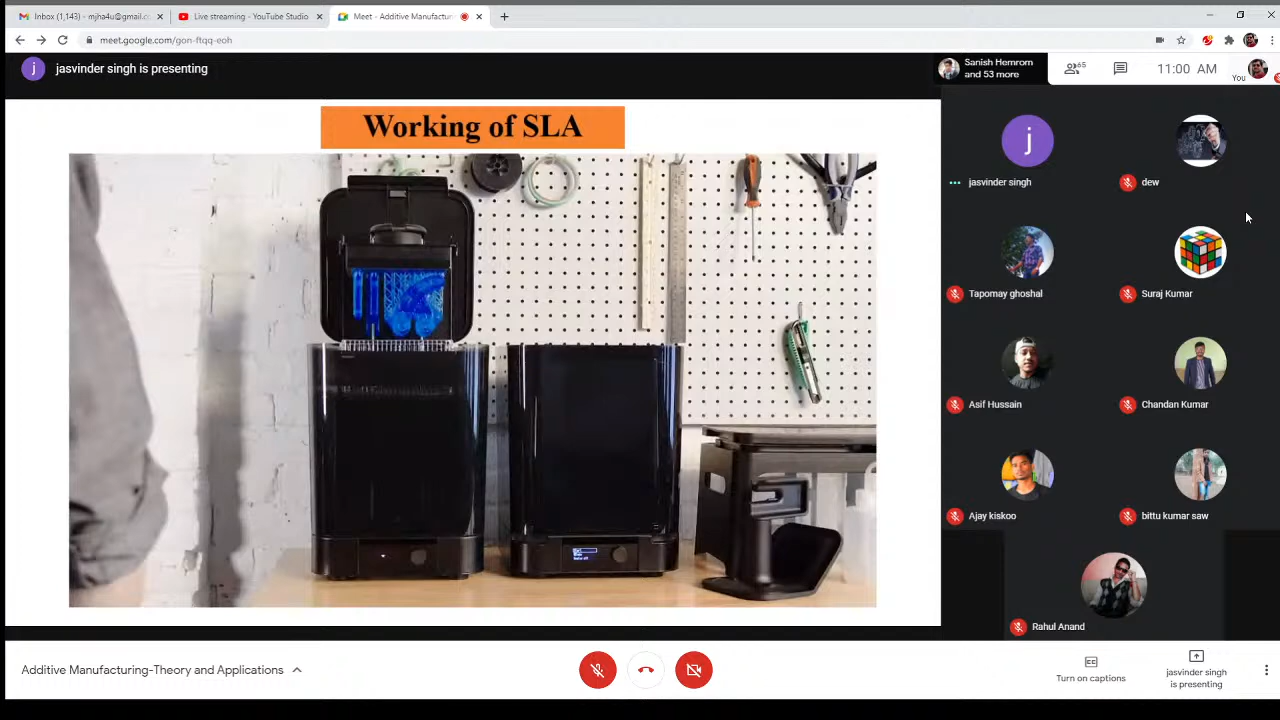 Inbox (1,143) - mjha4u@gmail.c
Live streaming - YouTube Studio
Meet - Additive Manufactur
meet.google.com/gon-ftqq-eoh
j
jasvinder singh is presenting
Sanish Hemrom
and 53 more
65
11:00 AM
You
Working of SLA
j
jasvinder singh
dew
Tapomay ghoshal
Suraj Kumar
Asif Hussain
Chandan Kumar
Ajay kiskoo
bittu kumar saw
Rahul Anand
Additive Manufacturing-Theory and Applications
CC
Turn on captions
jasvinder singh
is presenting